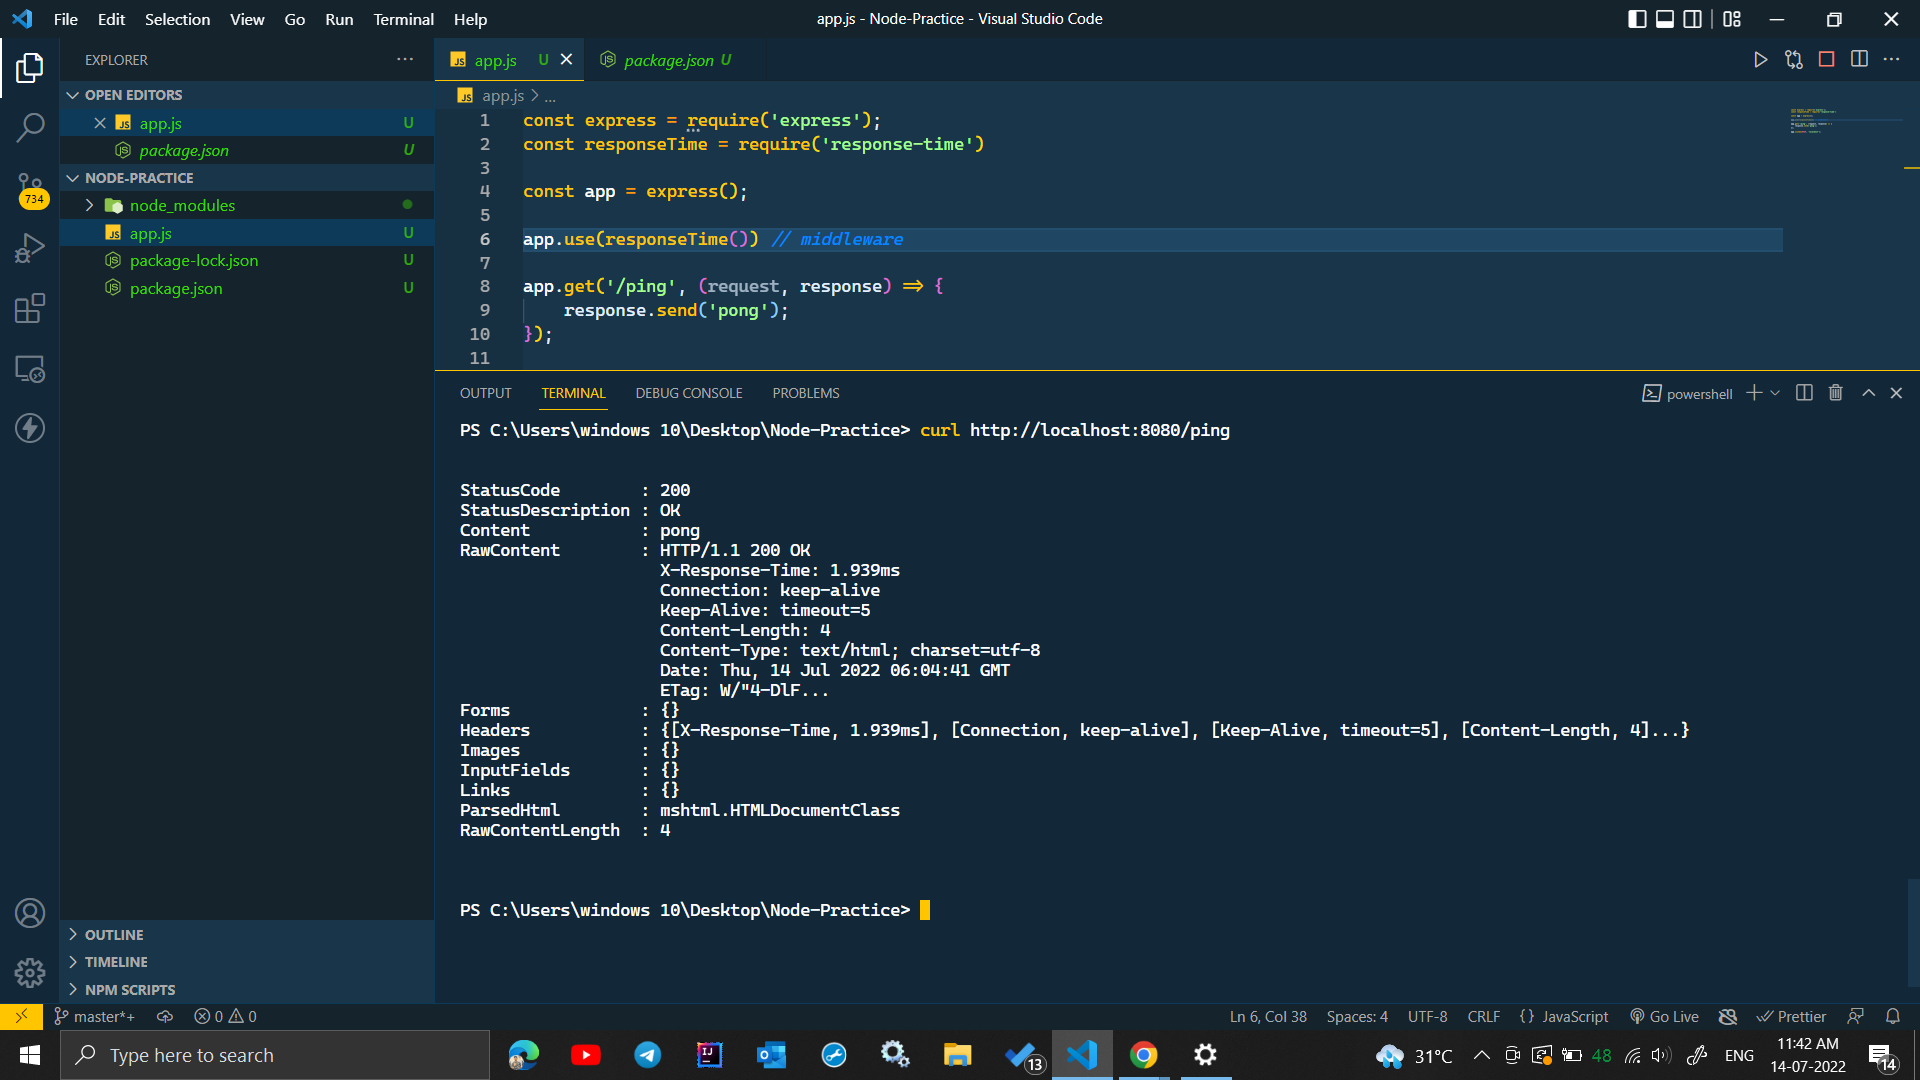 File Edit Selection View Go Run Terminal Help
app.js - Node-Practice - Visual Studio Code
EXPLORER
OPEN EDITORS
app.js U
package.json U
NODE-PRACTICE
node_modules
app.js U
package-lock.json U
package.json U
OUTLINE
TIMELINE
NPM SCRIPTS
734
app.js U
package.json U
app.js > ...
1 const express = require('express');
2 const responseTime = require('response-time')
3
4 const app = express();
5
6 app.use(responseTime()) // middleware
7
8 app.get('/ping', (request, response) => {
9 response.send('pong');
10 });
11
OUTPUT TERMINAL DEBUG CONSOLE PROBLEMS
powershell
PS C:\Users\windows 10\Desktop\Node-Practice> curl http://localhost:8080/ping
StatusCode : 200
StatusDescription : OK
Content : pong
RawContent : HTTP/1.1 200 OK
X-Response-Time: 1.939ms
Connection: keep-alive
Keep-Alive: timeout=5
Content-Length: 4
Content-Type: text/html; charset=utf-8
Date: Thu, 14 Jul 2022 06:04:41 GMT
ETag: W/"4-DlF...
Forms : {}
Headers : {[X-Response-Time, 1.939ms], [Connection, keep-alive], [Keep-Alive, timeout=5], [Content-Length, 4]...}
Images : {}
InputFields : {}
Links : {}
ParsedHtml : mshtml.HTMLDocumentClass
RawContentLength : 4
PS C:\Users\windows 10\Desktop\Node-Practice>
master*+ 0 0
Ln 6, Col 38 Spaces: 4 UTF-8 CRLF {} JavaScript Go Live Prettier
Type here to search
13
31°C 48 ENG
11:42 AM
14-07-2022
14